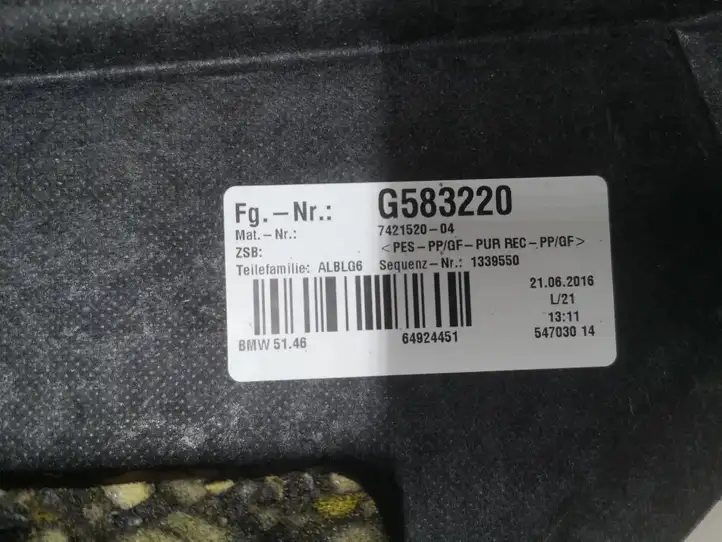 Fg.-Nr.: G583220
Mat.-Nr.: 7421520-04
ZSB: <PES-PP/GF-PUR REC-PP/GF>
Teilefamilie: ALBLG6 Sequenz-Nr.: 1339550
21.06.2016
L/21
13:11
BMW 51.46 64924451 547030 14